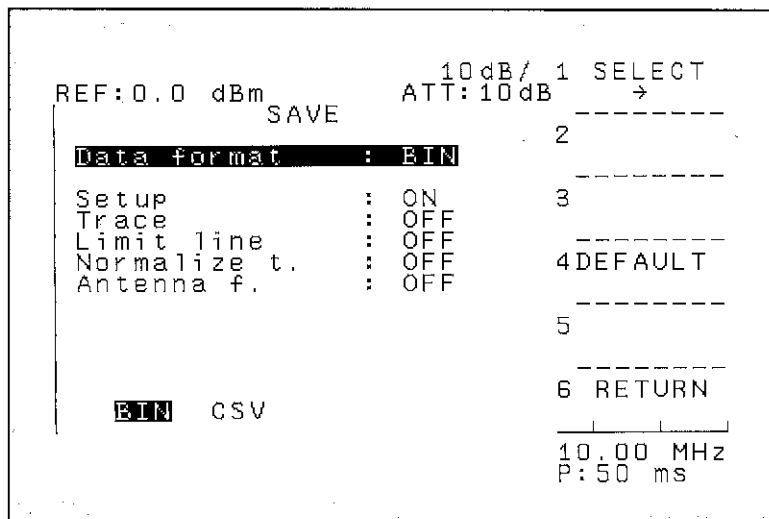 10dB/ 1 SELECT
REF:0.0 dBm ATT:10dB →
SAVE
2
Data format : BIN
Setup : ON 3
Trace : OFF
Limit line : OFF
Normalize t. : OFF 4DEFAULT
Antenna f. : OFF
5
6 RETURN
BIN CSV
10.00 MHz
P:50 ms